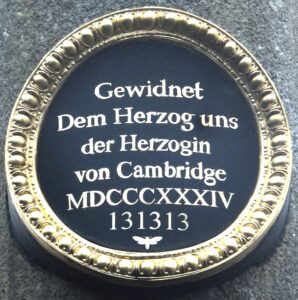 Gewidnet
Dem Herzog uns
der Herzogin
von Cambridge
MDCCCXXXIV
131313